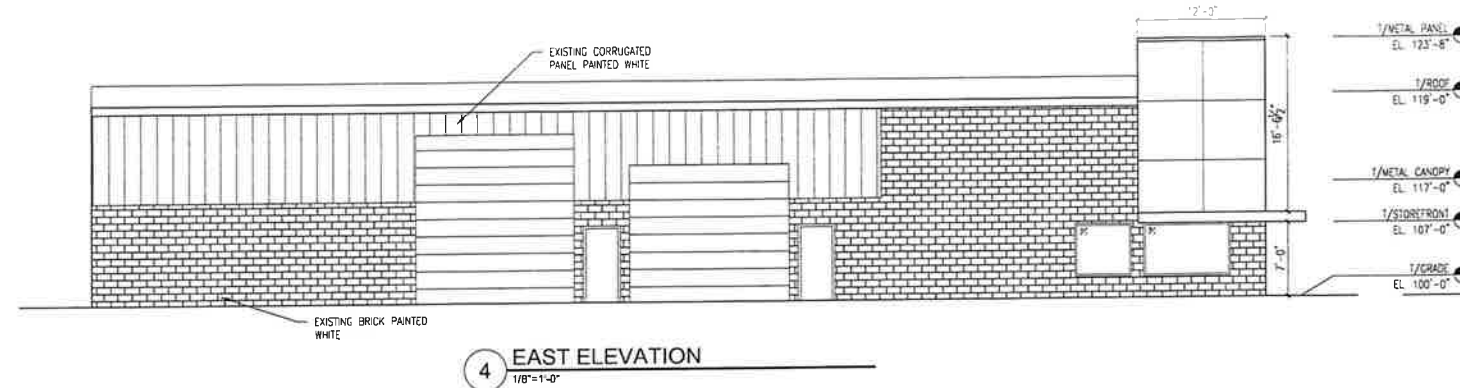 12'-0"
T/METAL PANEL
EL. 123'-8"
EXISTING CORRUGATED
PANEL PAINTED WHITE
T/ROOF
EL. 119'-0"
16'-6½"
T/METAL CANOPY
EL. 117'-0"
T/STOREFRONT
EL. 107'-0"
7'-0"
T/GRADE
EL. 100'-0"
EXISTING BRICK PAINTED
WHITE
4 EAST ELEVATION
1/8"=1'-0"